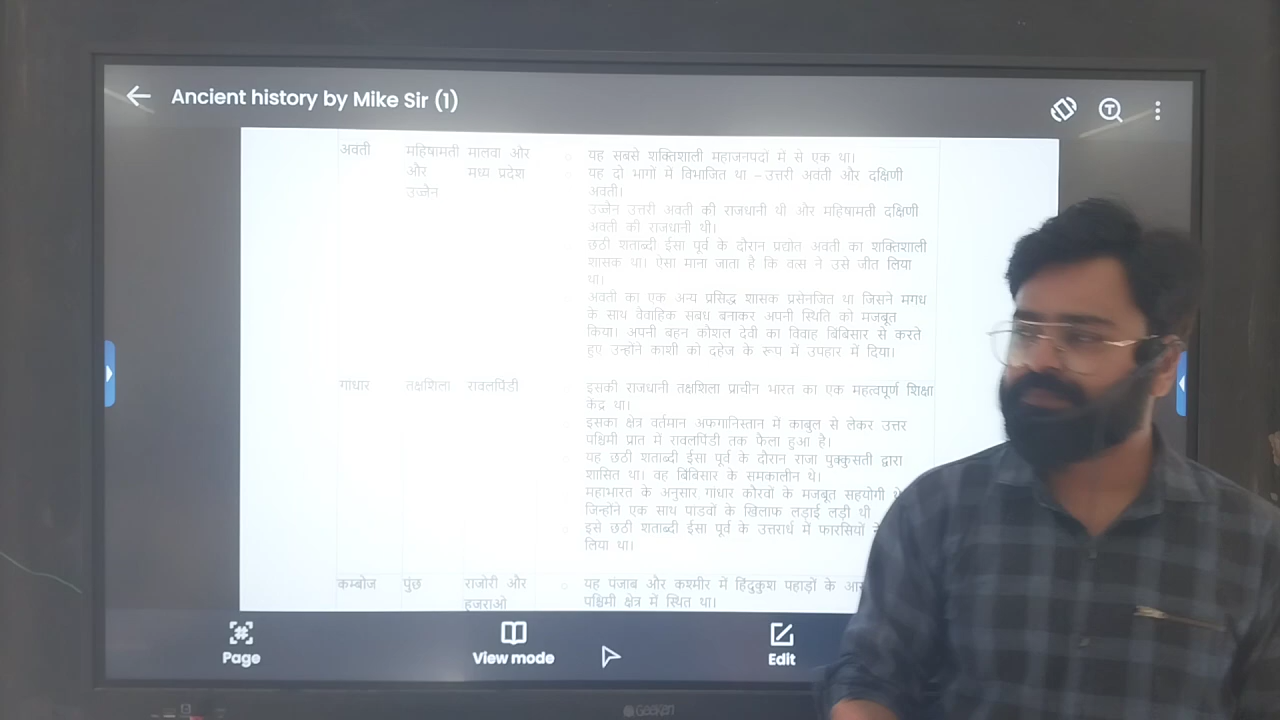 Ancient history by Mike Sir (1)
अवंती महिषामती मालवा और
और मध्य प्रदेश
उज्जैन
यह सबसे शक्तिशाली महाजनपदों में से एक था।
यह दो भागों में विभाजित था – उत्तरी अवंती और दक्षिणी
अवंती।
उज्जैन उत्तरी अवंती की राजधानी थी और महिषामती दक्षिणी
अवंती की राजधानी थी।
छठी शताब्दी ईसा पूर्व के दौरान प्रद्योत अवंती का शक्तिशाली
शासक था। ऐसा माना जाता है कि वत्स ने उसे जीत लिया
था।
अवंती का एक अन्य प्रसिद्ध शासक प्रसेनजित था जिसने मगध
के साथ वैवाहिक संबंध बनाकर अपनी स्थिति को मजबूत
किया। अपनी बहन कौशल देवी का विवाह बिंबिसार से करते
हुए उन्होंने काशी को दहेज के रूप में उपहार में दिया।
गांधार तक्षशिला रावलपिंडी
इसकी राजधानी तक्षशिला प्राचीन भारत का एक महत्वपूर्ण शिक्षा
केंद्र था।
इसका क्षेत्र वर्तमान अफगानिस्तान में काबुल से लेकर उत्तर
पश्चिमी प्रांत में रावलपिंडी तक फैला हुआ है।
यह छठी शताब्दी ईसा पूर्व के दौरान राजा पुक्कुसती द्वारा
शासित था। वह बिंबिसार के समकालीन थे।
महाभारत के अनुसार गांधार कौरवों के मजबूत सहयोगी
जिन्होंने एक साथ पांडवों के खिलाफ लड़ाई लड़ी थी
इसे छठी शताब्दी ईसा पूर्व के उत्तरार्ध में फारसियों
लिया था।
कम्बोज पुंछ राजोरी और
हजराओ
यह पंजाब और कश्मीर में हिंदुकुश पहाड़ों के
पश्चिमी क्षेत्र में स्थित था।
Page
View mode
Edit